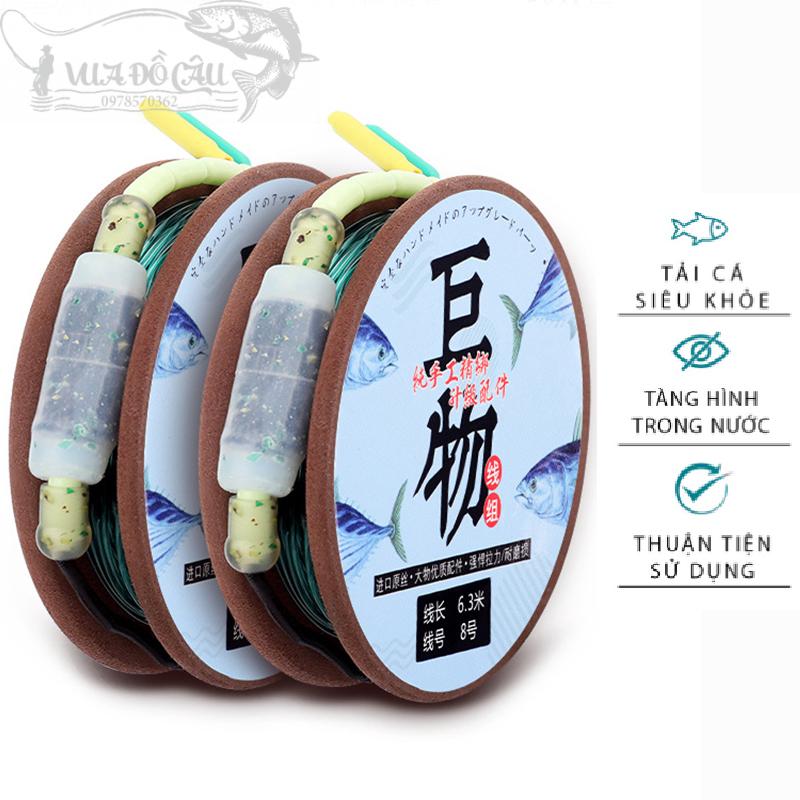 VUA ĐỒ CÂU
0978570362
巨物
纯手工精绑
升级配件
线组
进口原丝·大物优质配件·强悍拉力/耐磨损
线长 6.3米
线号 8号
线
线
TẢI CÁ
SIÊU KHỎE
TÀNG HÌNH
TRONG NƯỚC
THUẬN TIỆN
SỬ DỤNG